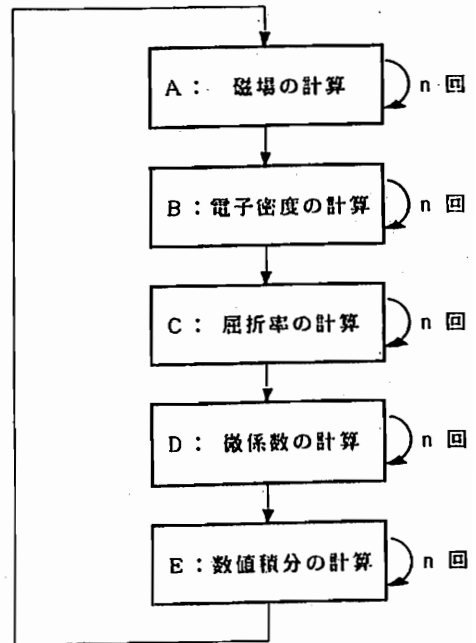 A： 磁場の計算 n 回
B：電子密度の計算 n 回
C： 屈折率の計算 n 回
D： 微係数の計算 n 回
E：数値積分の計算 n 回